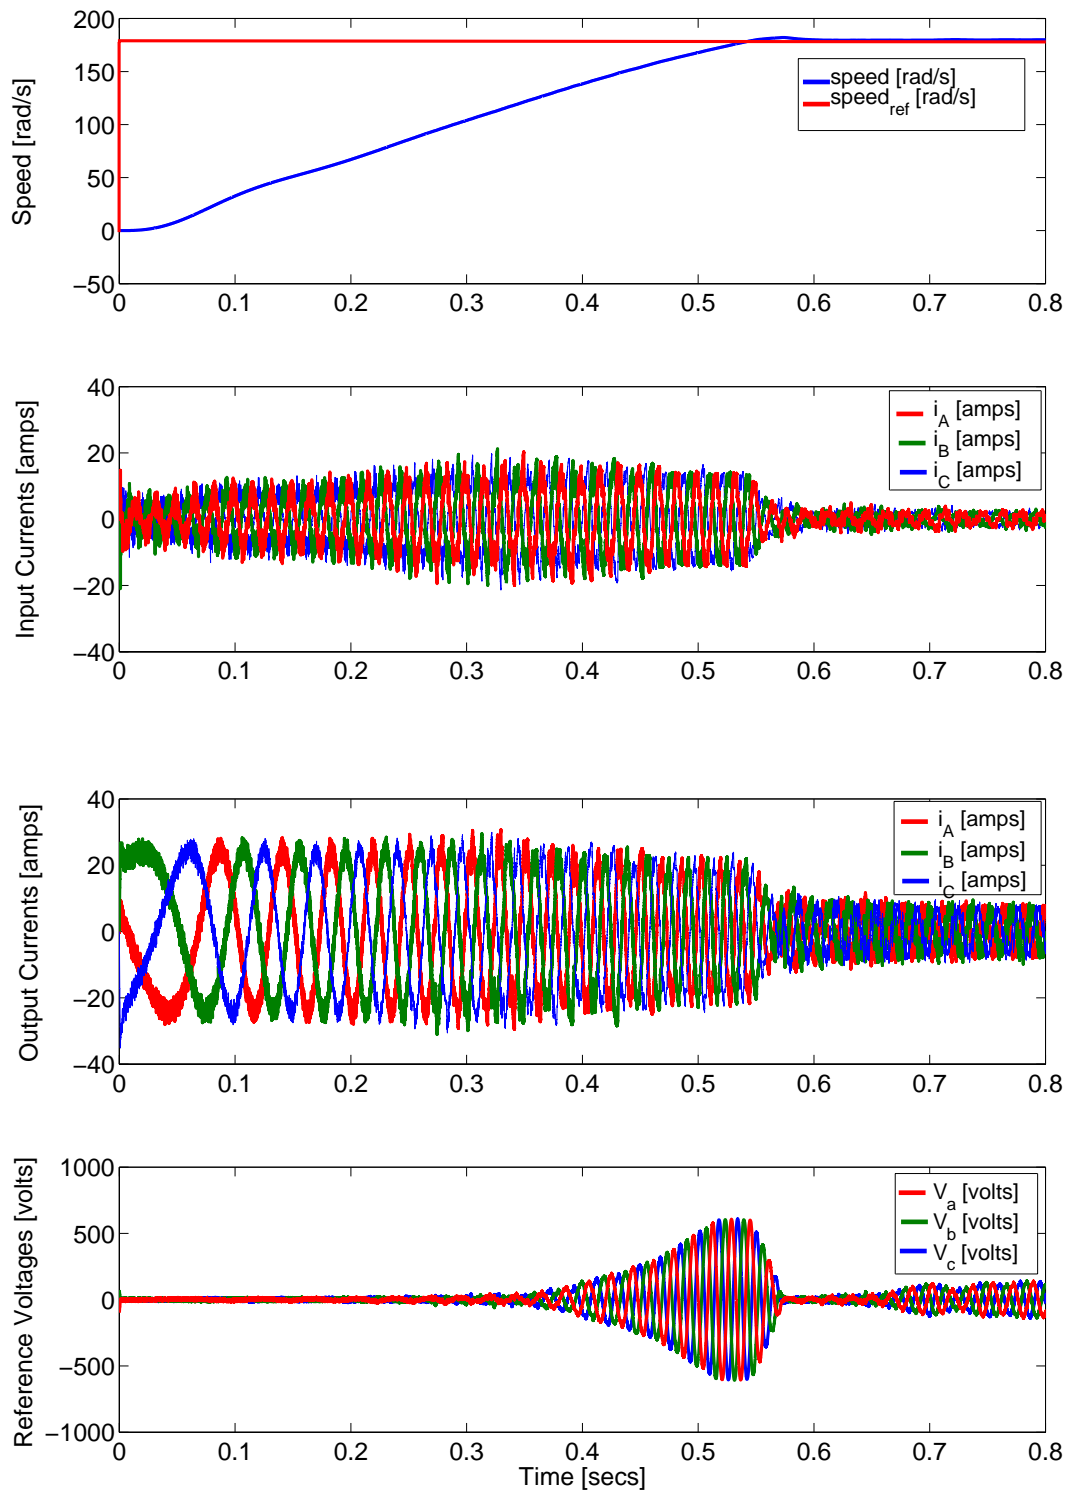 200
150
100
50
0
−50
Speed [rad/s]
speed [rad/s]
speed_ref [rad/s]
0 0.1 0.2 0.3 0.4 0.5 0.6 0.7 0.8
40
20
0
−20
−40
Input Currents [amps]
i_A [amps]
i_B [amps]
i_C [amps]
0 0.1 0.2 0.3 0.4 0.5 0.6 0.7 0.8
40
20
0
−20
−40
Output Currents [amps]
i_A [amps]
i_B [amps]
i_C [amps]
0 0.1 0.2 0.3 0.4 0.5 0.6 0.7 0.8
1000
500
0
−500
−1000
Reference Voltages [volts]
V_a [volts]
V_b [volts]
V_c [volts]
0 0.1 0.2 0.3 0.4 0.5 0.6 0.7 0.8
Time [secs]